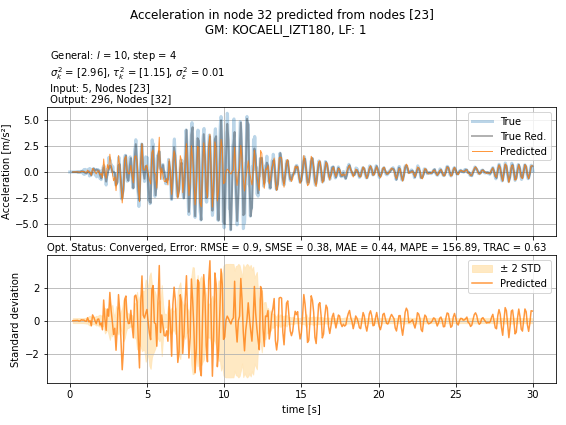 Acceleration in node 32 predicted from nodes [23]
GM: KOCAELI_IZT180, LF: 1
General: l = 10, step = 4
σ²ₖ = [2.96], τ²ₖ = [1.15], σ²ε = 0.01
Input: 5, Nodes [23]
Output: 296, Nodes [32]
Acceleration [m/s²]
5.0
2.5
0.0
−2.5
−5.0
True
True Red.
Predicted
Opt. Status: Converged, Error: RMSE = 0.9, SMSE = 0.38, MAE = 0.44, MAPE = 156.89, TRAC = 0.63
Standard deviation
2
0
−2
± 2 STD
Predicted
0 5 10 15 20 25 30
time [s]